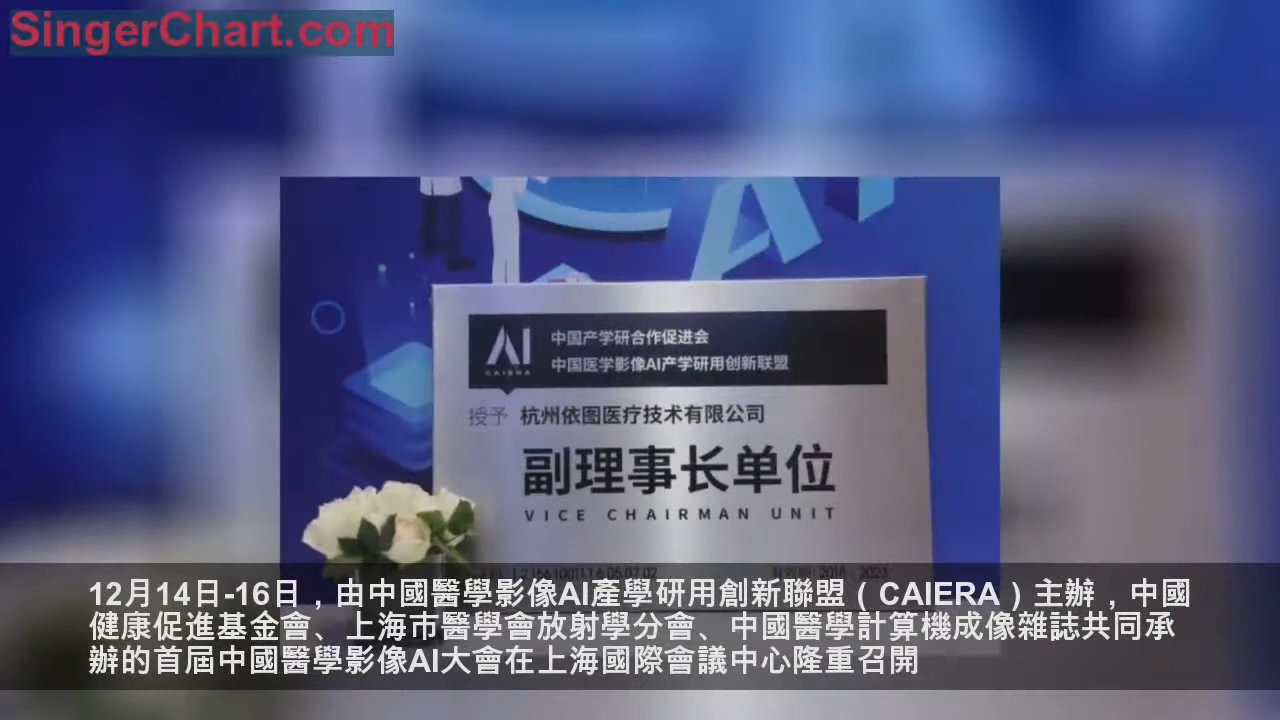 SingerChart.com
AI
AI
CAIERA
中国产学研合作促进会
中国医学影像AI产学研用创新联盟
授予 杭州依图医疗技术有限公司
副理事长单位
VICE CHAIRMAN UNIT
12月14日-16日，由中國醫學影像AI產學研用創新聯盟（CAIERA）主辦，中國
健康促進基金會、上海市醫學會放射學分會、中國醫學計算機成像雜誌共同承
辦的首屆中國醫學影像AI大會在上海國際會議中心隆重召開